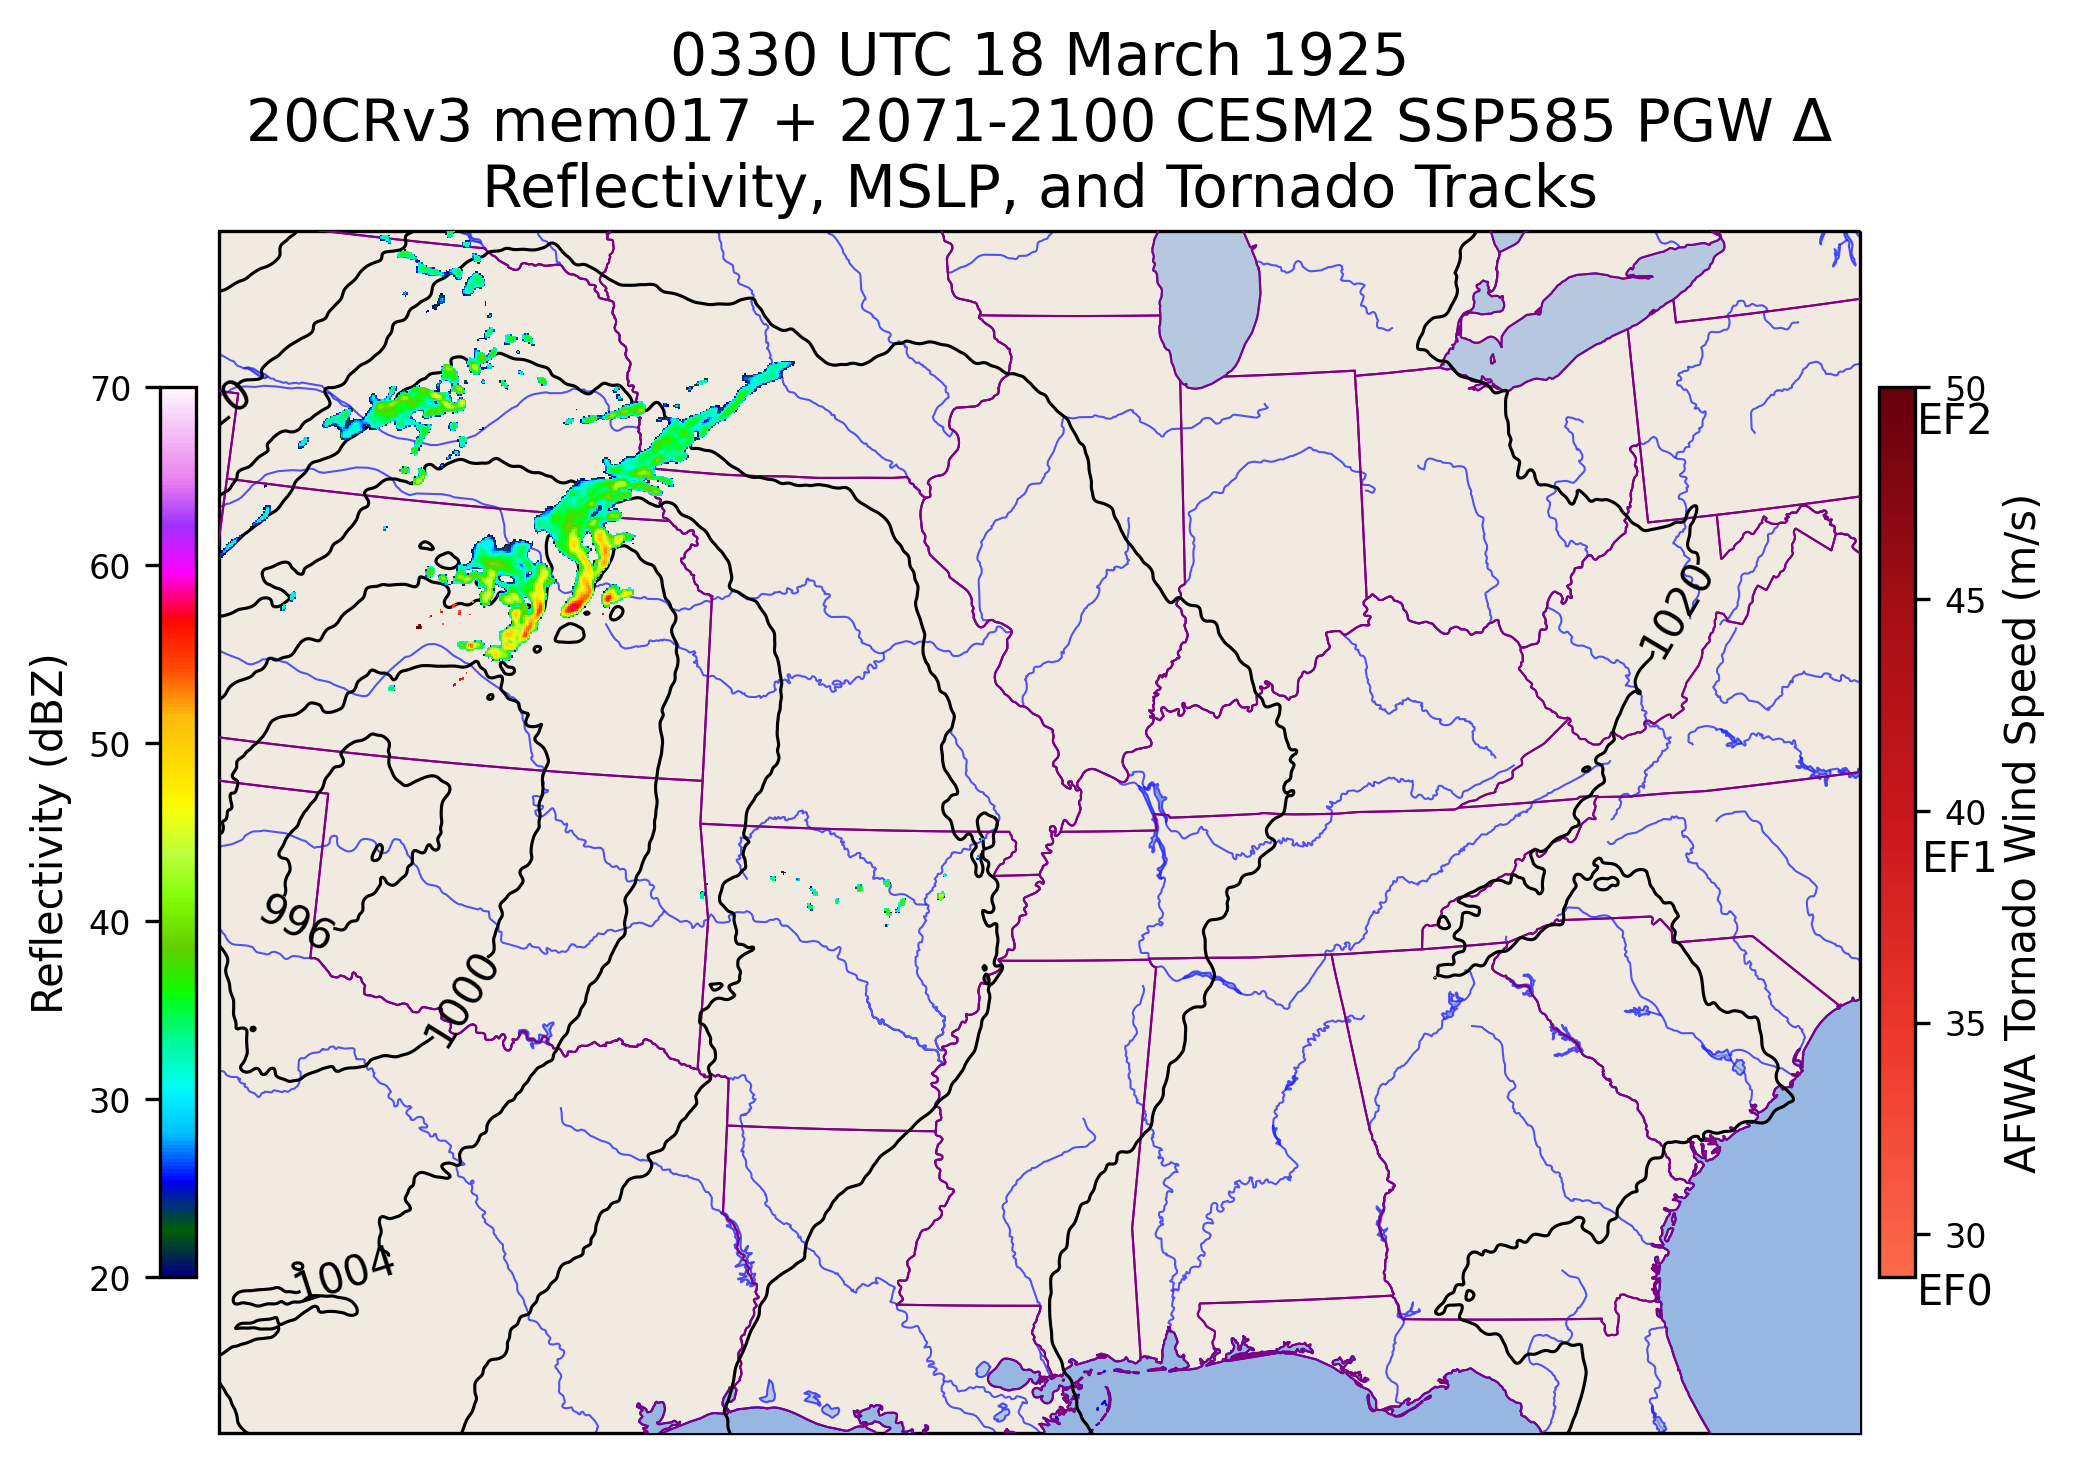 0330 UTC 18 March 1925
20CRv3 mem017 + 2071-2100 CESM2 SSP585 PGW Δ
Reflectivity, MSLP, and Tornado Tracks
70
60
50
40
30
20
Reflectivity (dBZ)
0
996
1000
1004
1020
50
EF2
45
40
EF1
35
30
EF0
AFWA Tornado Wind Speed (m/s)